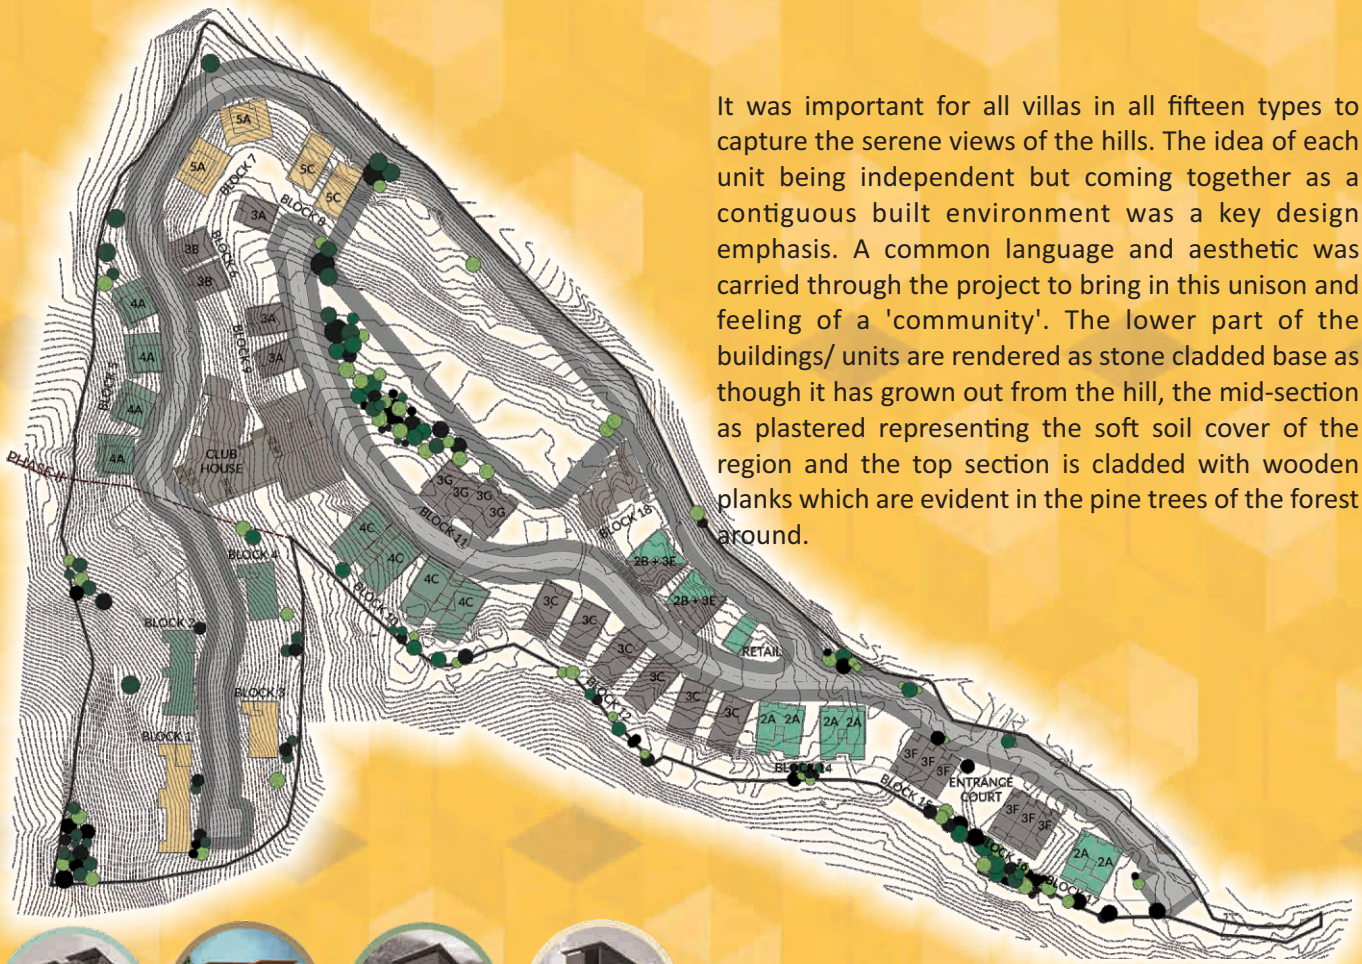 It was important for all villas in all fifteen types to
capture the serene views of the hills. The idea of each
unit being independent but coming together as a
contiguous built environment was a key design
emphasis. A common language and aesthetic was
carried through the project to bring in this unison and
feeling of a 'community'. The lower part of the
buildings/ units are rendered as stone cladded base as
though it has grown out from the hill, the mid-section
as plastered representing the soft soil cover of the
region and the top section is cladded with wooden
planks which are evident in the pine trees of the forest
around.
5A
5A
BLOCK 7
5C
5C
BLOCK 8
3A
3B
3B
BLOCK 6
4A
4A
4A
4A
BLOCK 5
3A
3A
BLOCK 9
CLUB
HOUSE
PHASE II
3G
3G
3G
3G
BLOCK 11
BLOCK 18
4C
4C
4C
4C
BLOCK 10
BLOCK 4
2B + 3E
2B + 3E
RETAIL
3C
3C
3C
3C
3C
3C
BLOCK 12
BLOCK 2
BLOCK 3
BLOCK 1
2A 2A
2A 2A
BLOCK 14
3F
3F
3F
BLOCK 15
ENTRANCE
COURT
3F
3F
3F
BLOCK 16
2A
2A
BLOCK 17